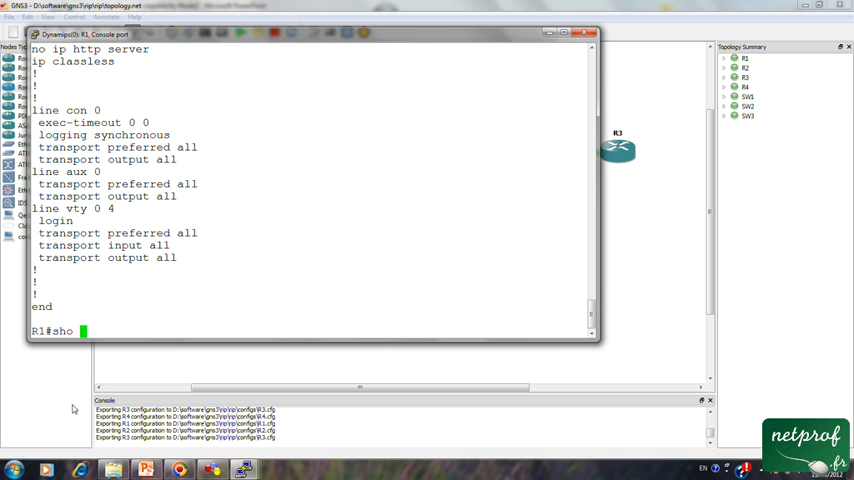 GNS3 - D:\software\gns3\rip\rip\topology.net
File Edit View Control Annotate Help
Dynamips(0): R1, Console port
no ip http server
ip classless
!
!
!
line con 0
exec-timeout 0 0
logging synchronous
transport preferred all
transport output all
line aux 0
transport preferred all
transport output all
line vty 0 4
login
transport preferred all
transport input all
transport output all
!
!
!
end
R1#sho
Nodes Types
R3
Topology Summary
R1
R2
R3
R4
SW1
SW2
SW3
Console
Exporting R3 configuration to D:\software\gns3\rip\rip\configs\R3.cfg
Exporting R4 configuration to D:\software\gns3\rip\rip\configs\R4.cfg
Exporting R1 configuration to D:\software\gns3\rip\rip\configs\R1.cfg
Exporting R2 configuration to D:\software\gns3\rip\rip\configs\R2.cfg
Exporting R3 configuration to D:\software\gns3\rip\rip\configs\R3.cfg
EN
netprof
.fr